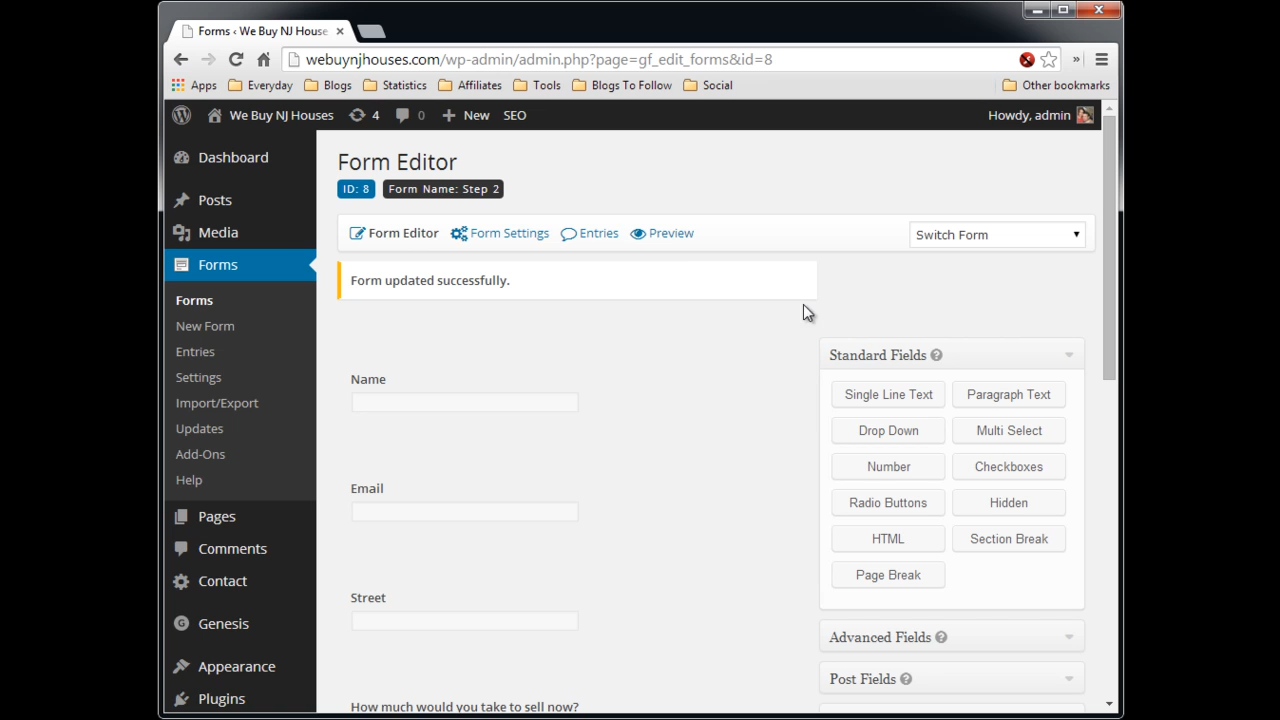 Forms ‹ We Buy NJ House
webuynjhouses.com/wp-admin/admin.php?page=gf_edit_forms&id=8
Apps Everyday Blogs Statistics Affiliates Tools Blogs To Follow Social Other bookmarks
We Buy NJ Houses 4 0 New SEO Howdy, admin
Dashboard
Posts
Media
Forms
Forms
New Form
Entries
Settings
Import/Export
Updates
Add-Ons
Help
Pages
Comments
Contact
Genesis
Appearance
Plugins
Form Editor
ID: 8 Form Name: Step 2
Form Editor Form Settings Entries Preview Switch Form
Form updated successfully.
Name
Email
Street
How much would you take to sell now?
Standard Fields
Single Line Text Paragraph Text
Drop Down Multi Select
Number Checkboxes
Radio Buttons Hidden
HTML Section Break
Page Break
Advanced Fields
Post Fields